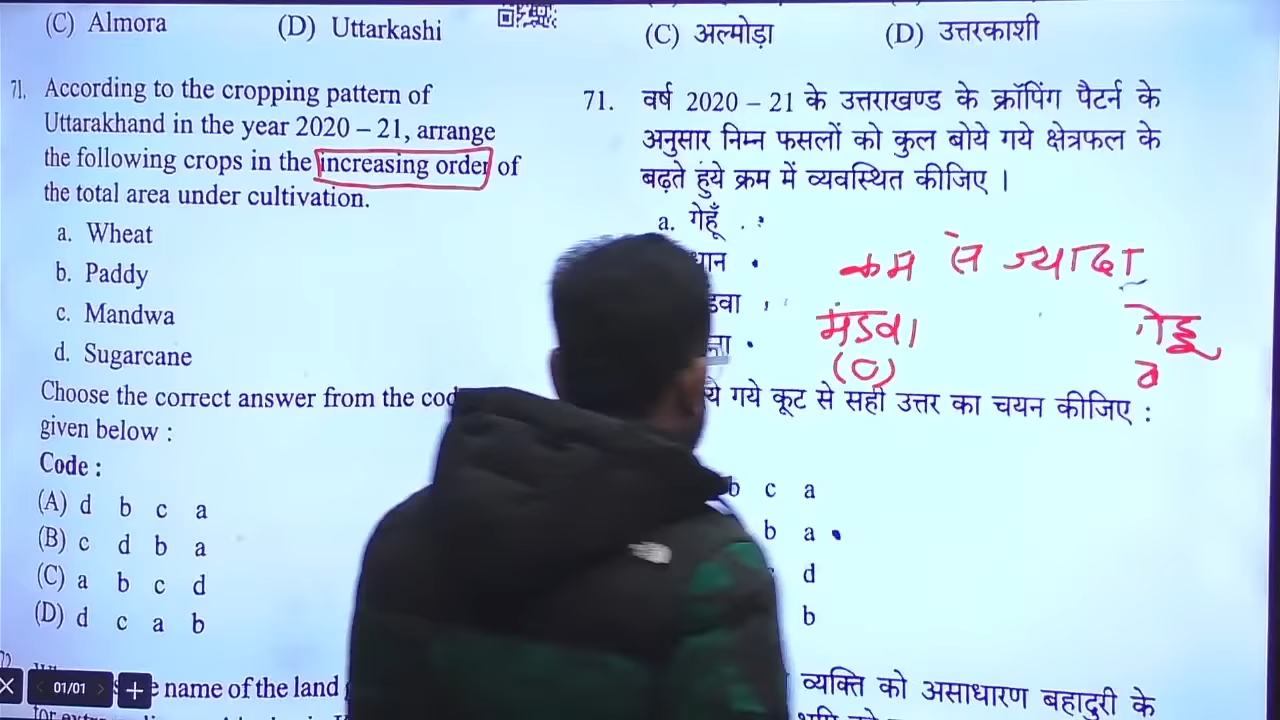 (C) Almora (D) Uttarkashi
71. According to the cropping pattern of
Uttarakhand in the year 2020 – 21, arrange
the following crops in the increasing order of
the total area under cultivation.
a. Wheat
b. Paddy
c. Mandwa
d. Sugarcane
Choose the correct answer from the
given below :
Code :
(A) d b c a
(B) c d b a
(C) a b c d
(D) d c a b
name of the land
(C) अल्मोड़ा (D) उत्तरकाशी
71. वर्ष 2020 – 21 के उत्तराखण्ड के क्रॉपिंग पैटर्न के
अनुसार निम्न फसलों को कुल बोये गये क्षेत्रफल के
बढ़ते हुंये क्रम में व्यवस्थित कीजिए ।
a. गेहूँ
कम से ज्यादा
मंडवा
(c)
a
गये कूट से सही उत्तर का चयन कीजिए :
b c a
b a
d
b
व्यक्ति को असाधारण बहादुरी के
01/01